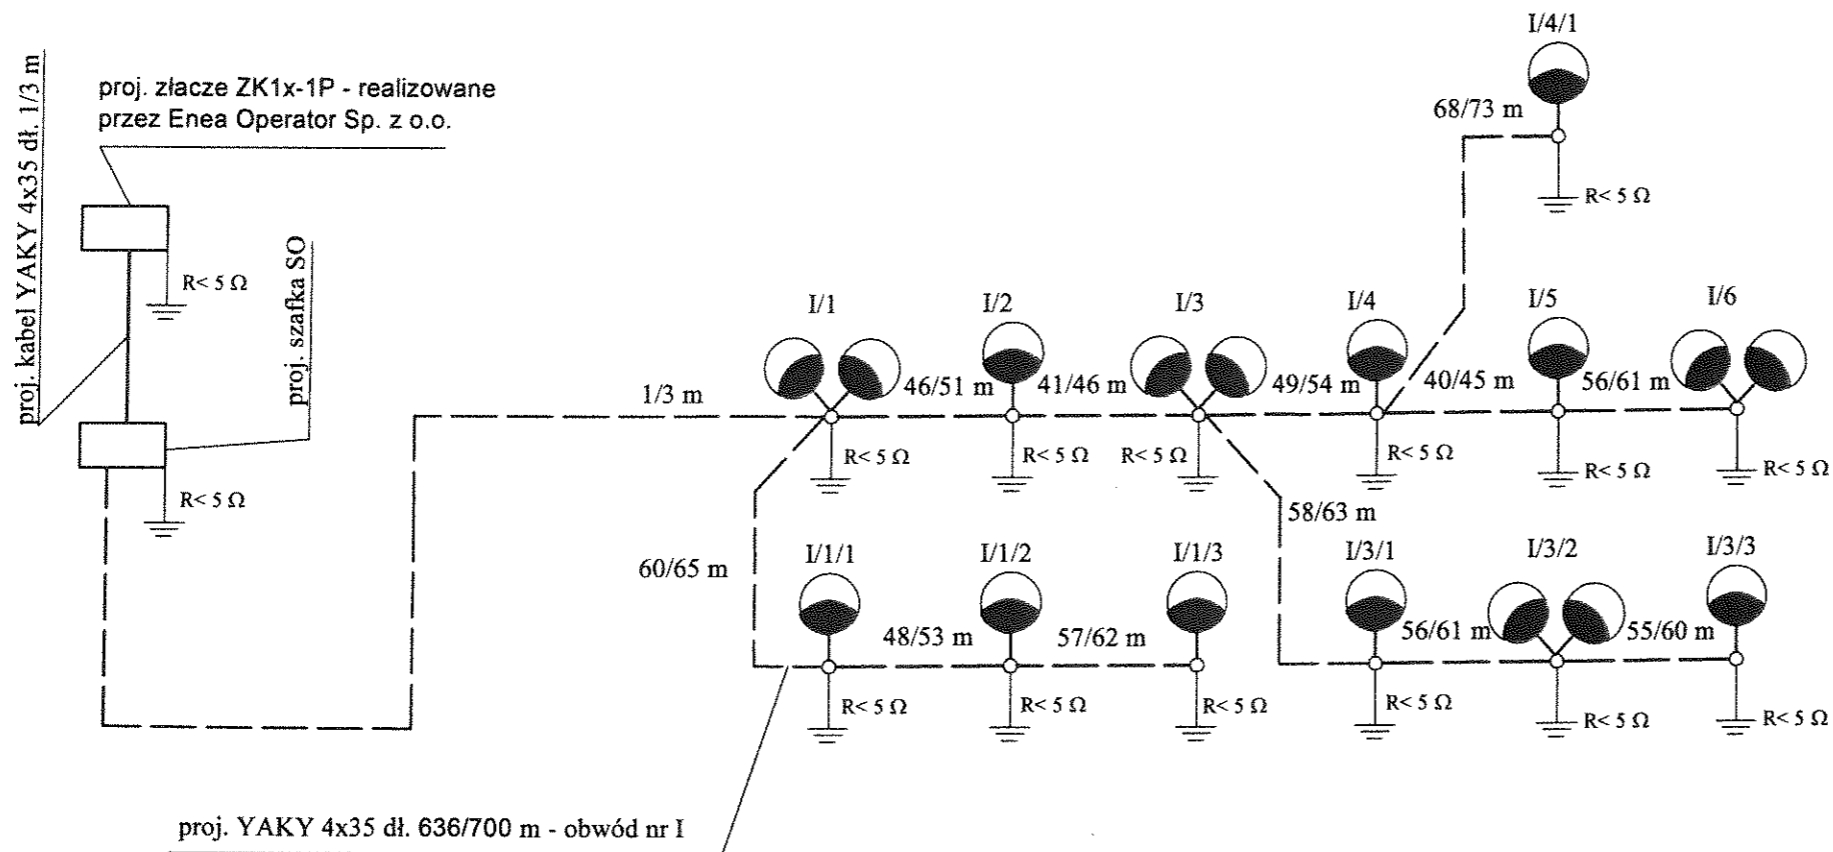 proj. kabel YAKY 4x35 dł. 1/3 m
proj. złacze ZK1x-1P - realizowane
przez Enea Operator Sp. z o.o.
R< 5 Ω
proj. szafka SO
R< 5 Ω
I/4/1
68/73 m
R< 5 Ω
I/1
I/2
I/3
I/4
I/5
I/6
1/3 m
46/51 m
41/46 m
49/54 m
40/45 m
56/61 m
R< 5 Ω
R< 5 Ω
R< 5 Ω
R< 5 Ω
R< 5 Ω
R< 5 Ω
58/63 m
60/65 m
I/1/1
I/1/2
I/1/3
I/3/1
I/3/2
I/3/3
48/53 m
57/62 m
56/61 m
55/60 m
R< 5 Ω
R< 5 Ω
R< 5 Ω
R< 5 Ω
R< 5 Ω
R< 5 Ω
proj. YAKY 4x35 dł. 636/700 m - obwód nr I